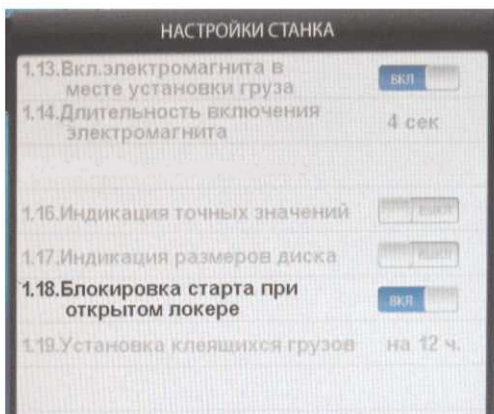 НАСТРОЙКИ СТАНКА
1.13.Вкл.электромагнита в
месте установки груза
ВКЛ
1.14.Длительность включения
электромагнита
4 сек
1.16.Индикация точных значений
ВЫКЛ
1.17.Индикация размеров диска
ВЫКЛ
1.18.Блокировка старта при
открытом локере
ВКЛ
1.19.Установка клеящихся грузов
на 12 ч.